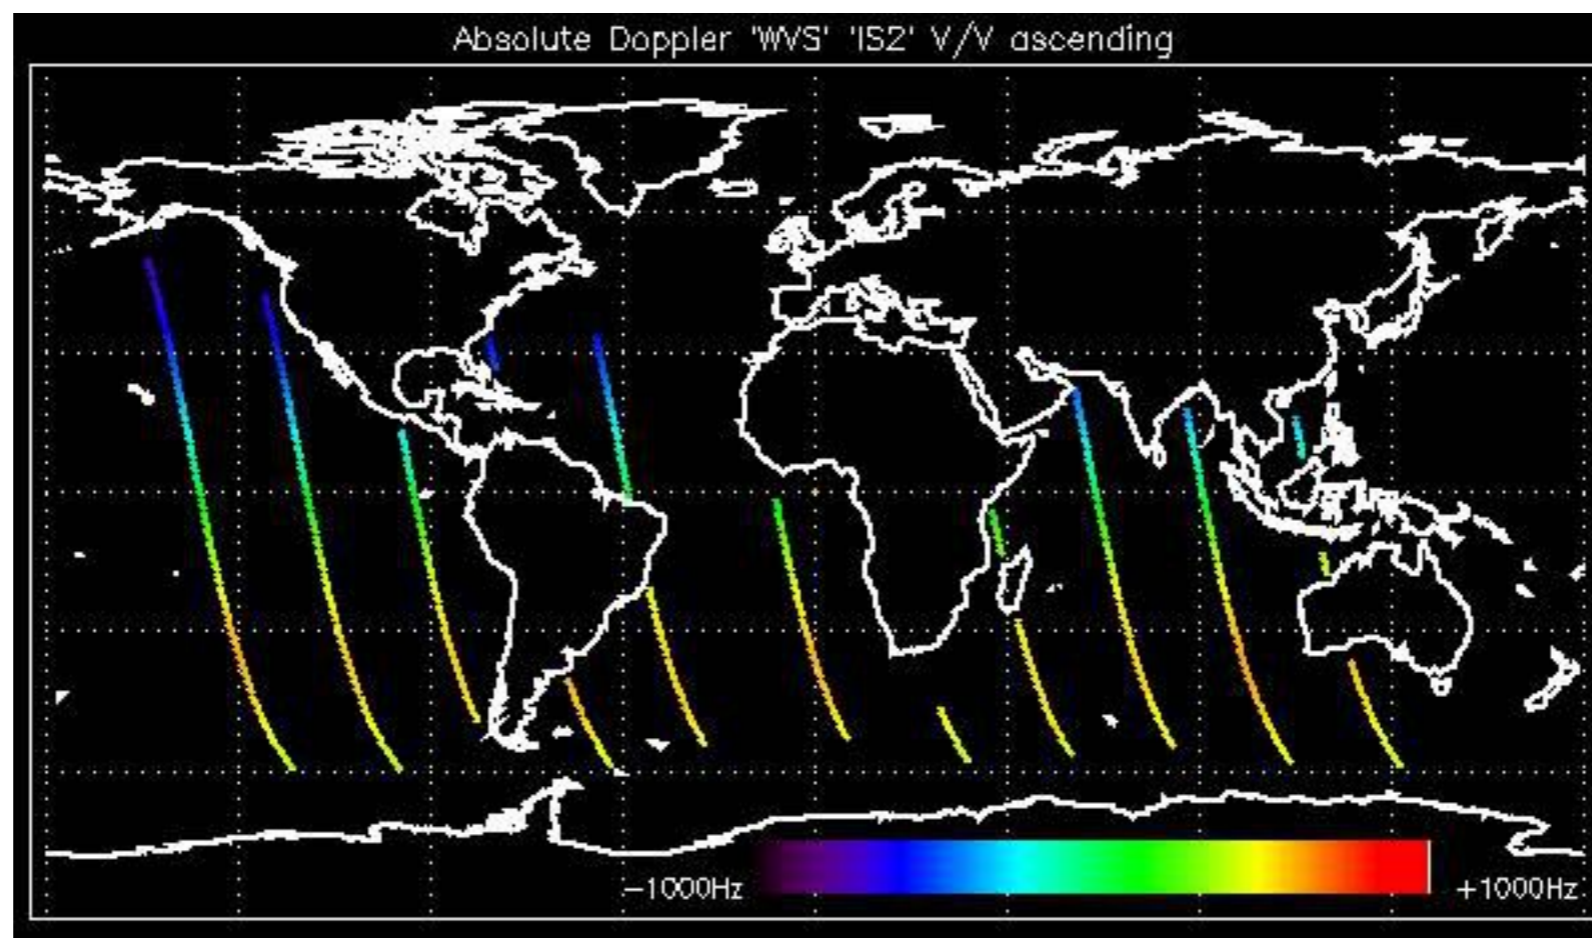 Absolute Doppler 'WVS' 'IS2' V/V ascending
−1000Hz +1000Hz